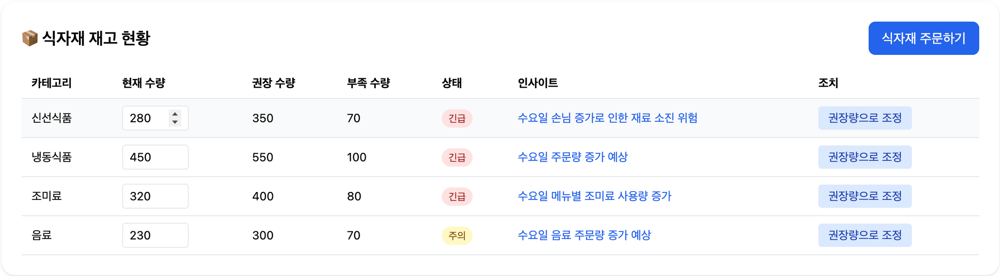 식자재 재고 현황
식자재 주문하기
카테고리 현재 수량 권장 수량 부족 수량 상태 인사이트 조치
신선식품 280 350 70 긴급 수요일 손님 증가로 인한 재료 소진 위험 권장량으로 조정
냉동식품 450 550 100 긴급 수요일 주문량 증가 예상 권장량으로 조정
조미료 320 400 80 긴급 수요일 메뉴별 조미료 사용량 증가 권장량으로 조정
음료 230 300 70 주의 수요일 음료 주문량 증가 예상 권장량으로 조정